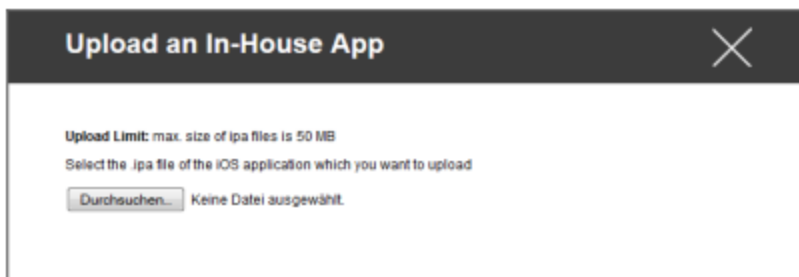 Upload an In-House App
Upload Limit: max. size of ipa files is 50 MB
Select the .ipa file of the iOS application which you want to upload
Durchsuchen... Keine Datei ausgewählt.